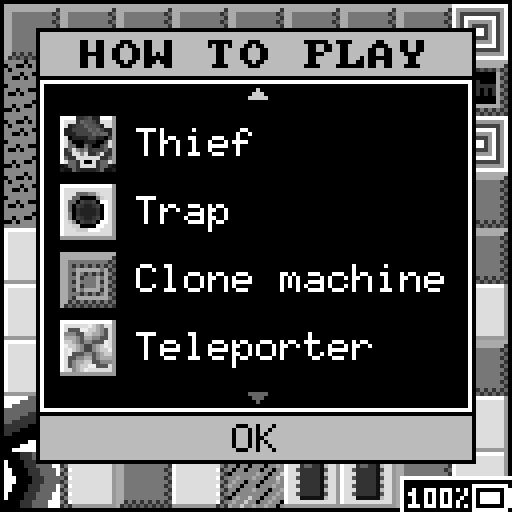 HOW TO PLAY
Thief
Trap
Clone machine
Teleporter
OK
100%